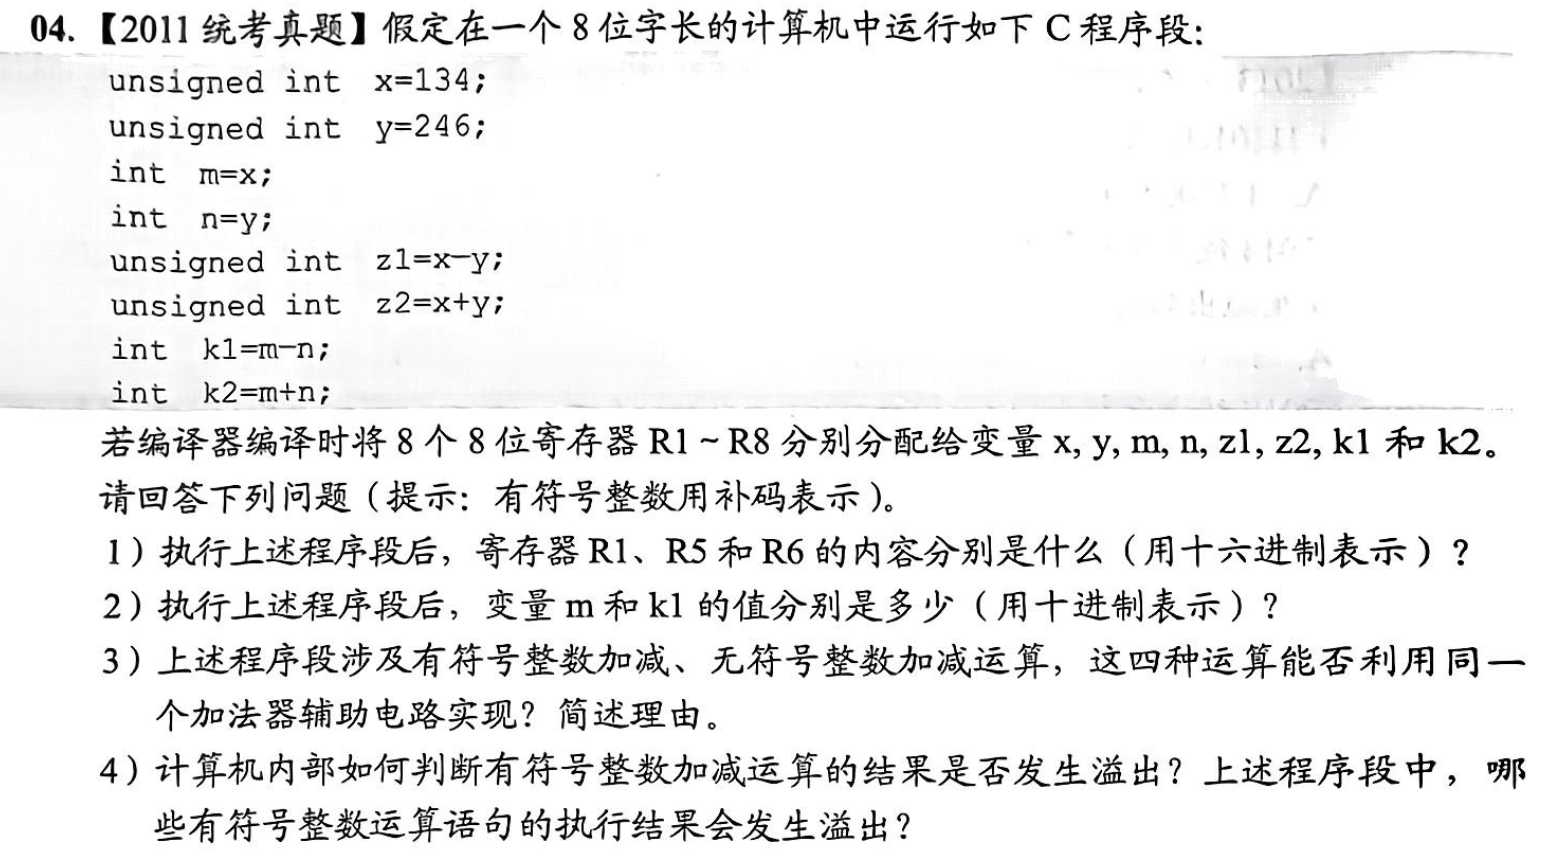 04.【2011 统考真题】假定在一个 8 位字长的计算机中运行如下 C 程序段:
unsigned int x=134;
unsigned int y=246;
int m=x;
int n=y;
unsigned int z1=x-y;
unsigned int z2=x+y;
int k1=m-n;
int k2=m+n;
若编译器编译时将 8 个 8 位寄存器 R1 ~ R8 分别分配给变量 x, y, m, n, z1, z2, k1 和 k2。
请回答下列问题（提示：有符号整数用补码表示）。
1）执行上述程序段后，寄存器 R1、R5 和 R6 的内容分别是什么（用十六进制表示）？
2）执行上述程序段后，变量 m 和 k1 的值分别是多少（用十进制表示）？
3）上述程序段涉及有符号整数加减、无符号整数加减运算，这四种运算能否利用同一
个加法器辅助电路实现？简述理由。
4）计算机内部如何判断有符号整数加减运算的结果是否发生溢出？上述程序段中，哪
些有符号整数运算语句的执行结果会发生溢出？